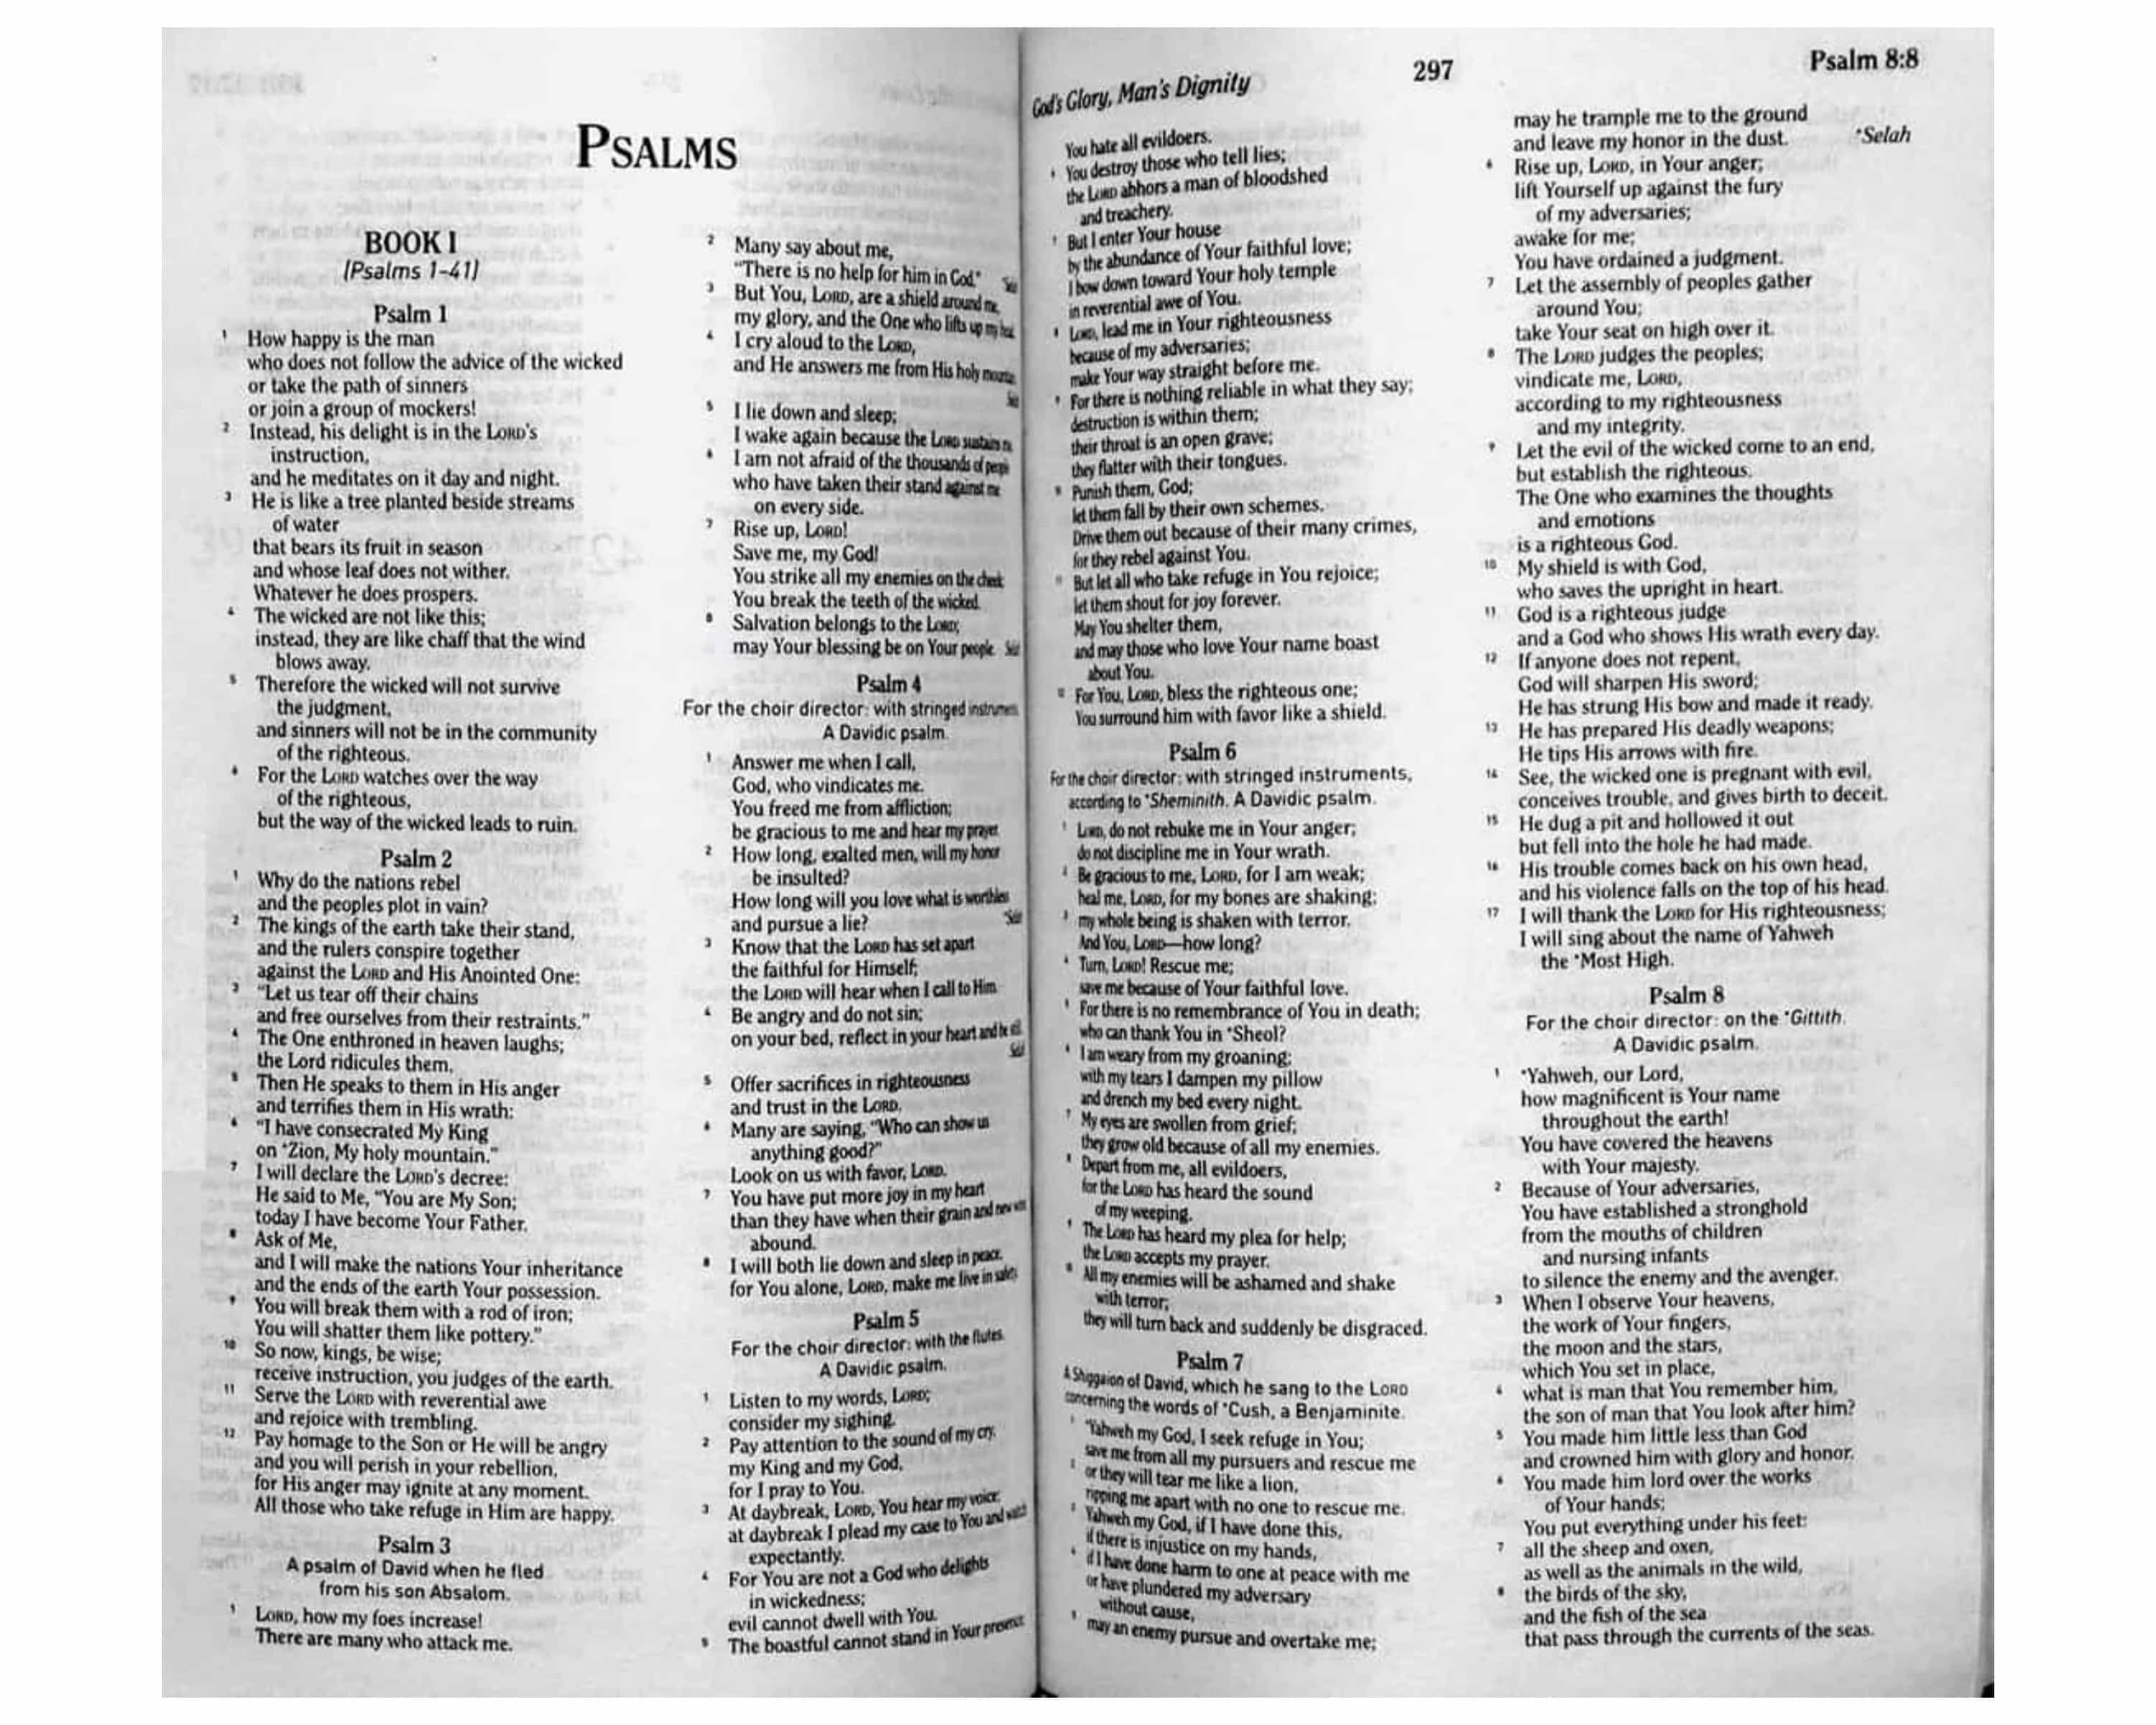 PSALMS
BOOK I
(Psalms 1–41)
Psalm 1
1 How happy is the man
who does not follow the advice of the wicked
or take the path of sinners
or join a group of mockers!
2 Instead, his delight is in the LORD's
instruction,
and he meditates on it day and night.
3 He is like a tree planted beside streams
of water
that bears its fruit in season
and whose leaf does not wither.
Whatever he does prospers.
4 The wicked are not like this;
instead, they are like chaff that the wind
blows away.
5 Therefore the wicked will not survive
the judgment,
and sinners will not be in the community
of the righteous.
6 For the LORD watches over the way
of the righteous,
but the way of the wicked leads to ruin.
Psalm 2
1 Why do the nations rebel
and the peoples plot in vain?
2 The kings of the earth take their stand,
and the rulers conspire together
against the LORD and His Anointed One:
3 "Let us tear off their chains
and free ourselves from their restraints."
4 The One enthroned in heaven laughs;
the Lord ridicules them.
5 Then He speaks to them in His anger
and terrifies them in His wrath:
6 "I have consecrated My King
on *Zion, My holy mountain."
7 I will declare the LORD's decree:
He said to Me, "You are My Son;
today I have become Your Father.
8 Ask of Me,
and I will make the nations Your inheritance
and the ends of the earth Your possession.
9 You will break them with a rod of iron;
You will shatter them like pottery."
10 So now, kings, be wise;
receive instruction, you judges of the earth.
11 Serve the LORD with reverential awe
and rejoice with trembling.
12 Pay homage to the Son or He will be angry
and you will perish in your rebellion,
for His anger may ignite at any moment.
All those who take refuge in Him are happy.
Psalm 3
A psalm of David when he fled
from his son Absalom.
1 LORD, how my foes increase!
There are many who attack me.
2 Many say about me,
"There is no help for him in God."
3 But You, LORD, are a shield around me,
my glory, and the One who lifts up my
4 I cry aloud to the LORD,
and He answers me from His holy
5 I lie down and sleep;
I wake again because the LORD sustains
6 I am not afraid of the thousands of
who have taken their stand against me
on every side.
7 Rise up, LORD!
Save me, my God!
You strike all my enemies on the cheek;
You break the teeth of the wicked.
8 Salvation belongs to the LORD;
may Your blessing be on Your people.
Psalm 4
For the choir director: with stringed
A Davidic psalm.
1 Answer me when I call,
God, who vindicates me.
You freed me from affliction;
be gracious to me and hear my prayer.
2 How long, exalted men, will my honor
be insulted?
How long will you love what is worthless
and pursue a lie?
3 Know that the LORD has set apart
the faithful for Himself;
the LORD will hear when I call to Him.
4 Be angry and do not sin;
on your bed, reflect in your heart and be
5 Offer sacrifices in righteousness
and trust in the LORD.
6 Many are saying, "Who can show us
anything good?"
Look on us with favor, LORD.
7 You have put more joy in my heart
than they have when their grain and new
abound.
8 I will both lie down and sleep in peace,
for You alone, LORD, make me live in
Psalm 5
For the choir director: with the flutes.
A Davidic psalm.
1 Listen to my words, LORD;
consider my sighing.
2 Pay attention to the sound of my cry,
my King and my God,
for I pray to You.
3 At daybreak, LORD, You hear my voice;
at daybreak I plead my case to You and watch
expectantly.
4 For You are not a God who delights
in wickedness;
evil cannot dwell with You.
5 The boastful cannot stand in Your presence;
God's Glory, Man's Dignity
297
Psalm 8:8
You hate all evildoers.
6 You destroy those who tell lies;
the LORD abhors a man of bloodshed
and treachery.
7 But I enter Your house
by the abundance of Your faithful love;
I bow down toward Your holy temple
in reverential awe of You.
8 LORD, lead me in Your righteousness
because of my adversaries;
make Your way straight before me.
9 For there is nothing reliable in what they say;
destruction is within them;
their throat is an open grave;
they flatter with their tongues.
10 Punish them, God;
let them fall by their own schemes.
Drive them out because of their many crimes,
for they rebel against You.
11 But let all who take refuge in You rejoice;
let them shout for joy forever.
May You shelter them,
and may those who love Your name boast
about You.
12 For You, LORD, bless the righteous one;
You surround him with favor like a shield.
Psalm 6
For the choir director: with stringed instruments,
according to *Sheminith. A Davidic psalm.
1 LORD, do not rebuke me in Your anger;
do not discipline me in Your wrath.
2 Be gracious to me, LORD, for I am weak;
heal me, LORD, for my bones are shaking;
3 my whole being is shaken with terror.
And You, LORD—how long?
4 Turn, LORD! Rescue me;
save me because of Your faithful love.
5 For there is no remembrance of You in death;
who can thank You in *Sheol?
6 I am weary from my groaning;
with my tears I dampen my pillow
and drench my bed every night.
7 My eyes are swollen from grief;
they grow old because of all my enemies.
8 Depart from me, all evildoers,
for the LORD has heard the sound
of my weeping.
9 The LORD has heard my plea for help;
the LORD accepts my prayer.
10 All my enemies will be ashamed and shake
with terror;
they will turn back and suddenly be disgraced.
Psalm 7
A Shiggaion of David, which he sang to the LORD
concerning the words of *Cush, a Benjaminite.
1 *Yahweh my God, I seek refuge in You;
save me from all my pursuers and rescue me
2 or they will tear me like a lion,
ripping me apart with no one to rescue me.
3 Yahweh my God, if I have done this,
if there is injustice on my hands,
4 if I have done harm to one at peace with me
or have plundered my adversary
without cause,
5 may an enemy pursue and overtake me;
may he trample me to the ground
and leave my honor in the dust. *Selah
6 Rise up, LORD, in Your anger;
lift Yourself up against the fury
of my adversaries;
awake for me;
You have ordained a judgment.
7 Let the assembly of peoples gather
around You;
take Your seat on high over it.
8 The LORD judges the peoples;
vindicate me, LORD,
according to my righteousness
and my integrity.
9 Let the evil of the wicked come to an end,
but establish the righteous.
The One who examines the thoughts
and emotions
is a righteous God.
10 My shield is with God,
who saves the upright in heart.
11 God is a righteous judge
and a God who shows His wrath every day.
12 If anyone does not repent,
God will sharpen His sword;
He has strung His bow and made it ready.
13 He has prepared His deadly weapons;
He tips His arrows with fire.
14 See, the wicked one is pregnant with evil,
conceives trouble, and gives birth to deceit.
15 He dug a pit and hollowed it out
but fell into the hole he had made.
16 His trouble comes back on his own head,
and his violence falls on the top of his head.
17 I will thank the LORD for His righteousness;
I will sing about the name of Yahweh
the *Most High.
Psalm 8
For the choir director: on the *Gittith.
A Davidic psalm.
1 *Yahweh, our Lord,
how magnificent is Your name
throughout the earth!
You have covered the heavens
with Your majesty.
2 Because of Your adversaries,
You have established a stronghold
from the mouths of children
and nursing infants
to silence the enemy and the avenger.
3 When I observe Your heavens,
the work of Your fingers,
the moon and the stars,
which You set in place,
4 what is man that You remember him,
the son of man that You look after him?
5 You made him little less than God
and crowned him with glory and honor.
6 You made him lord over the works
of Your hands;
You put everything under his feet:
7 all the sheep and oxen,
as well as the animals in the wild,
8 the birds of the sky,
and the fish of the sea
that pass through the currents of the seas.